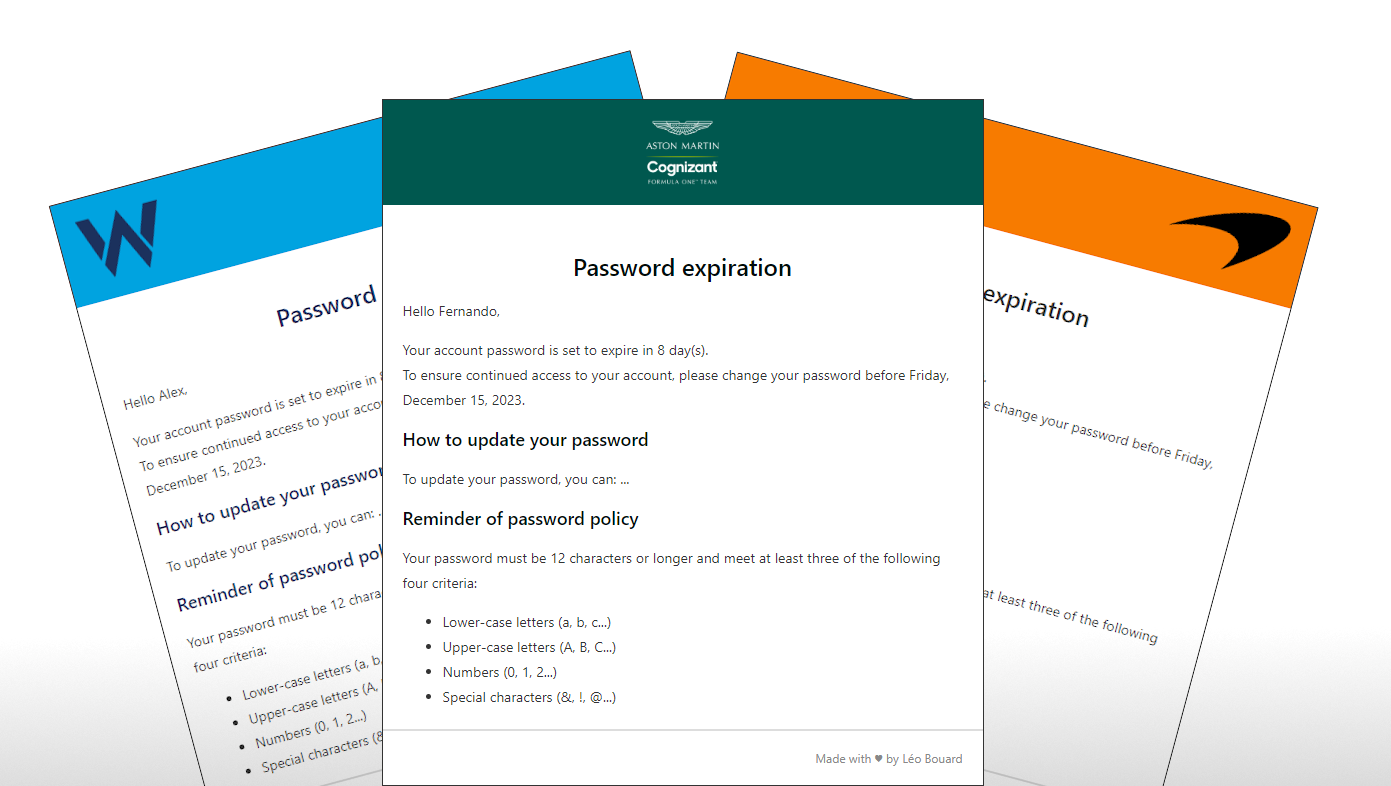 Password
Hello Alex,
Your account password is set to expire in 8
To ensure continued access to your acco
December 15, 2023.
How to update your passwor
To update your password, you can: .
Reminder of password pol
Your password must be 12 chara
four criteria:
• Lower-case letters (a, b,
• Upper-case letters (A,
• Numbers (0, 1, 2...)
• Special characters (&
ASTON MARTIN
Cognizant
FORMULA ONE™ TEAM
Password expiration
Hello Fernando,
Your account password is set to expire in 8 day(s).
To ensure continued access to your account, please change your password before Friday,
December 15, 2023.
How to update your password
To update your password, you can: ...
Reminder of password policy
Your password must be 12 characters or longer and meet at least three of the following
four criteria:
• Lower-case letters (a, b, c...)
• Upper-case letters (A, B, C...)
• Numbers (0, 1, 2...)
• Special characters (&, !, @...)
Made with ♥ by Léo Bouard
expiration
.
e change your password before Friday,
at least three of the following